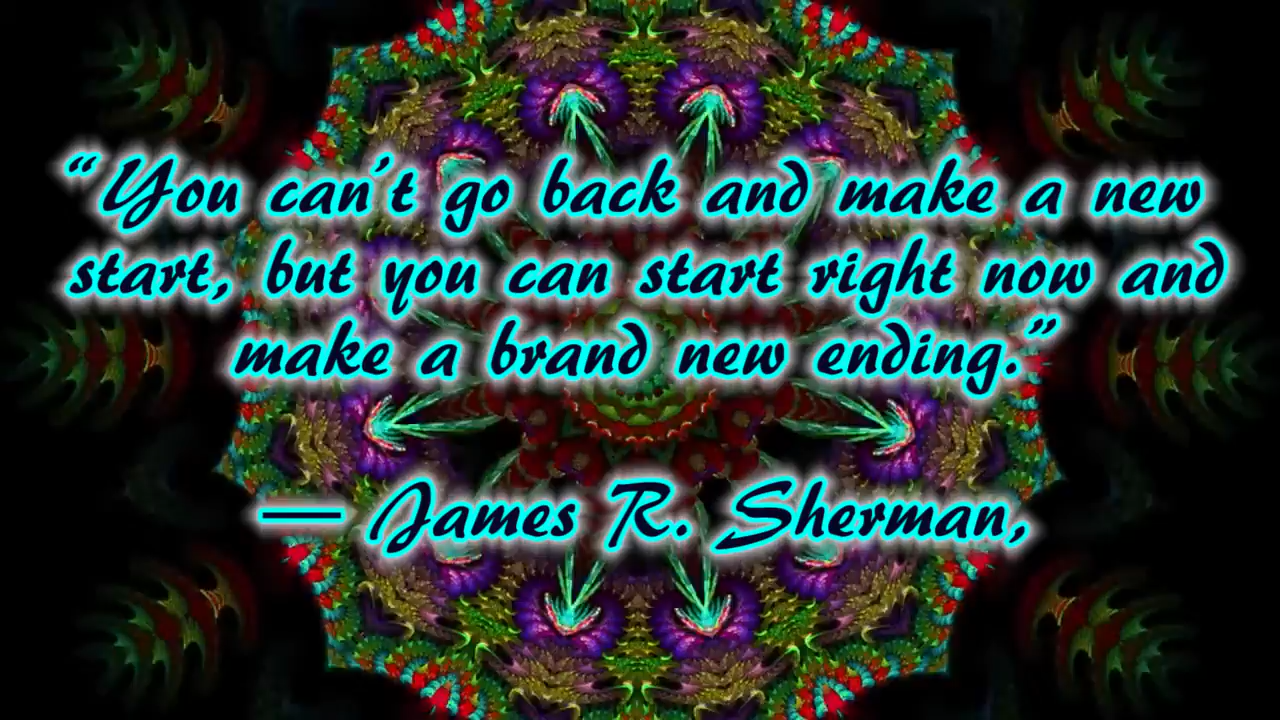 “You can’t go back and make a new
start, but you can start right now and
make a brand new ending.”
— James R. Sherman,